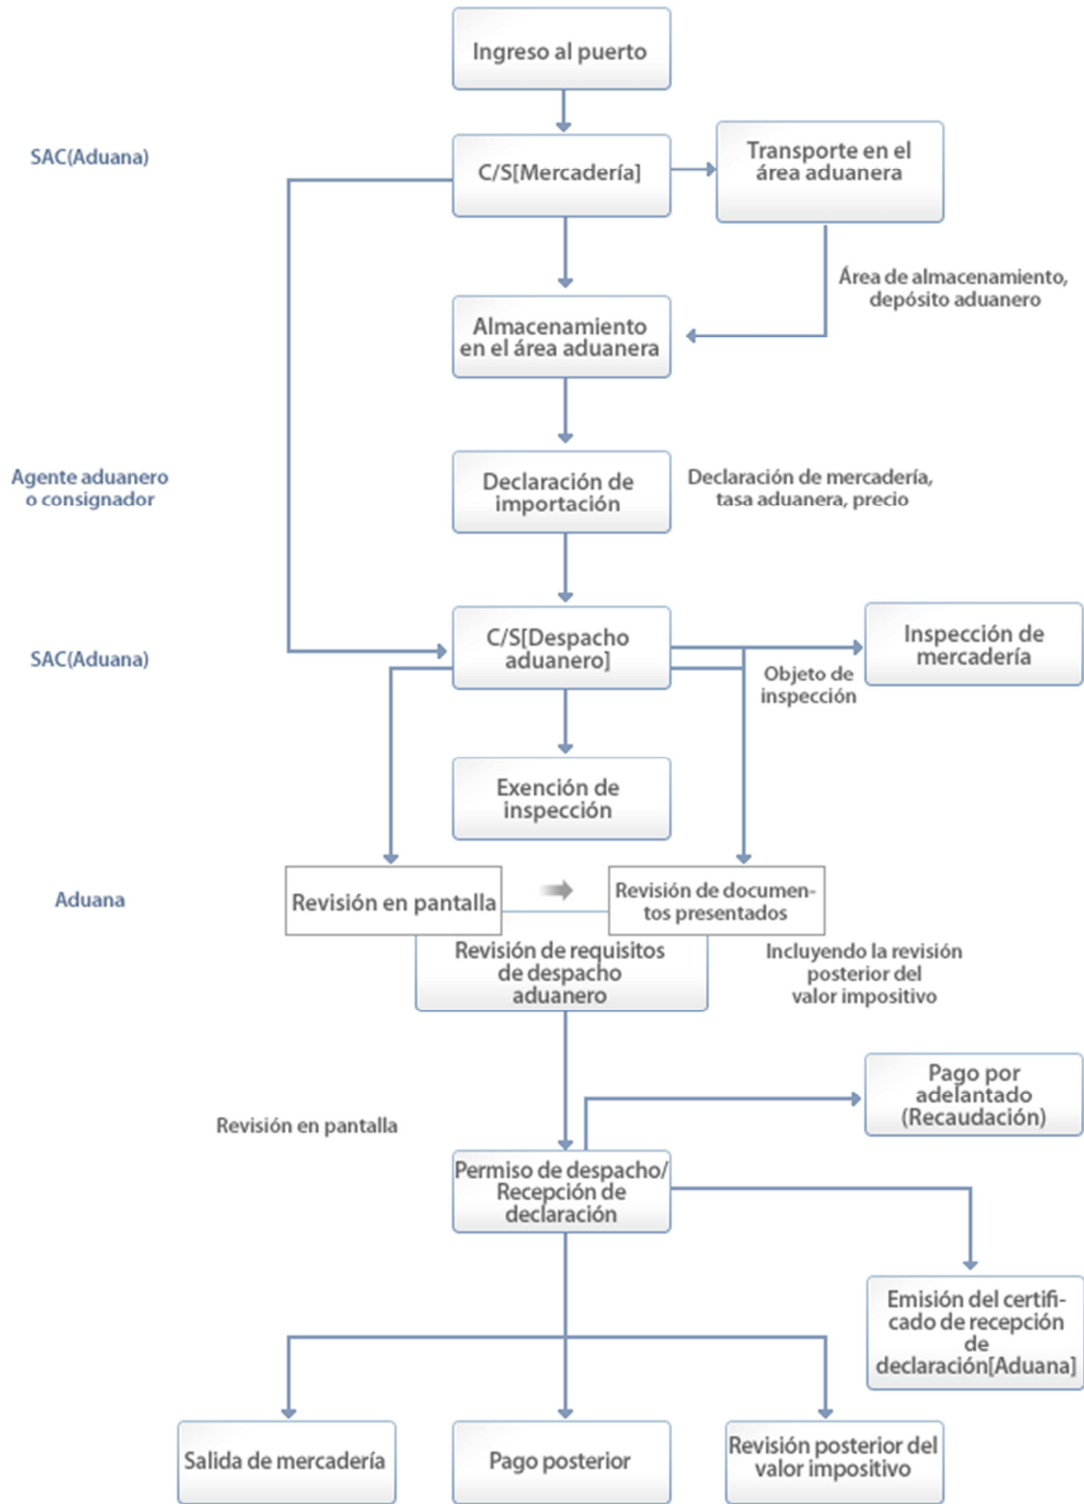 Ingreso al puerto
SAC(Aduana)
C/S[Mercadería]
Transporte en el
área aduanera
Área de almacenamiento,
depósito aduanero
Almacenamiento
en el área aduanera
Agente aduanero
o consignador
Declaración de
importación
Declaración de mercadería,
tasa aduanera, precio
SAC(Aduana)
C/S[Despacho
aduanero]
Objeto de
inspección
Inspección de
mercadería
Exención de
inspección
Aduana
Revisión en pantalla
Revisión de documen-
tos presentados
Revisión de requisitos
de despacho
aduanero
Incluyendo la revisión
posterior del
valor impositivo
Pago por
adelantado
(Recaudación)
Revisión en pantalla
Permiso de despacho/
Recepción de
declaración
Emisión del certifi-
cado de recepción
de
declaración[Aduana]
Salida de mercadería
Pago posterior
Revisión posterior del
valor impositivo